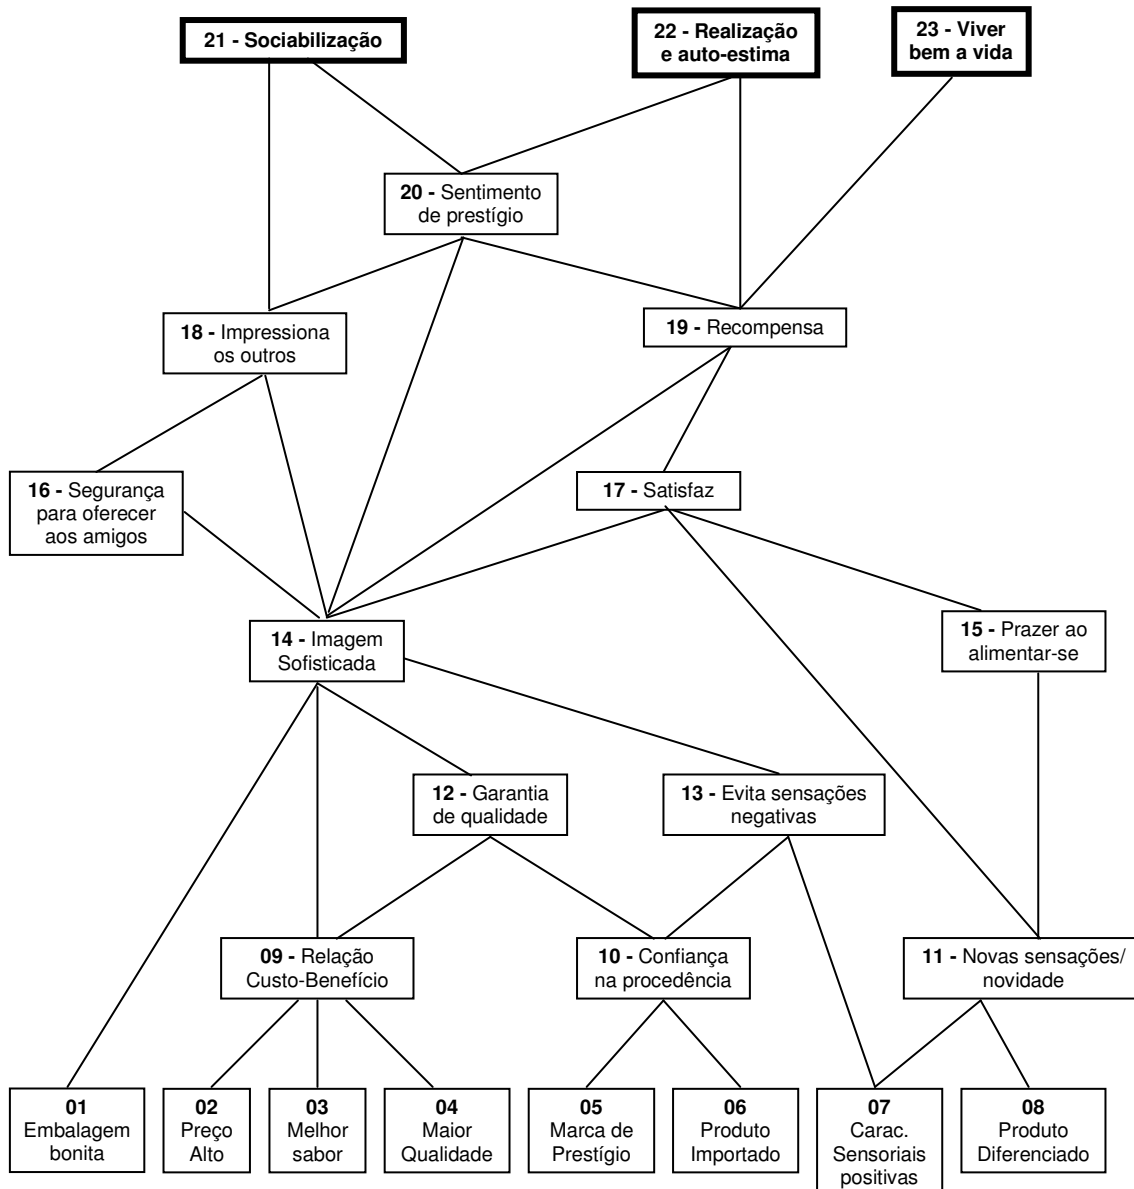 21 - Sociabilização
22 - Realização
e auto-estima
23 - Viver
bem a vida
20 - Sentimento
de prestígio
18 - Impressiona
os outros
19 - Recompensa
16 - Segurança
para oferecer
aos amigos
17 - Satisfaz
14 - Imagem
Sofisticada
15 - Prazer ao
alimentar-se
12 - Garantia
de qualidade
13 - Evita sensações
negativas
09 - Relação
Custo-Benefício
10 - Confiança
na procedência
11 - Novas sensações/
novidade
01
Embalagem
bonita
02
Preço
Alto
03
Melhor
sabor
04
Maior
Qualidade
05
Marca de
Prestígio
06
Produto
Importado
07
Carac.
Sensoriais
positivas
08
Produto
Diferenciado